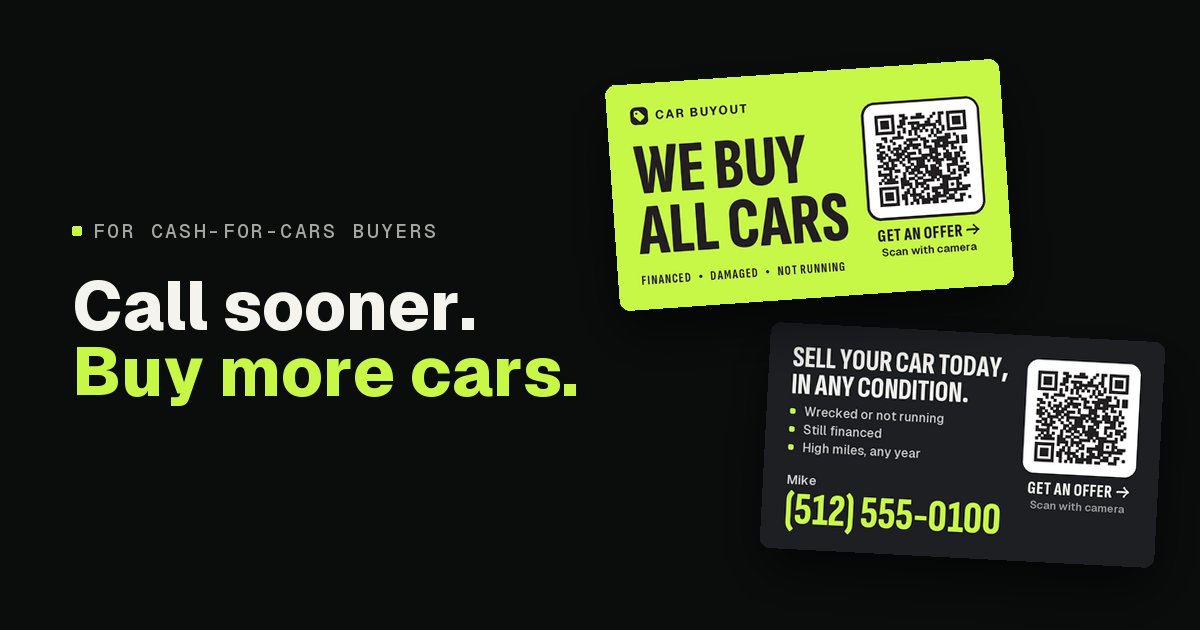 FOR CASH-FOR-CARS BUYERS
Call sooner.
Buy more cars.
CAR BUYOUT
WE BUY
ALL CARS
FINANCED • DAMAGED • NOT RUNNING
GET AN OFFER →
Scan with camera
SELL YOUR CAR TODAY,
IN ANY CONDITION.
Wrecked or not running
Still financed
High miles, any year
Mike
(512) 555-0100
GET AN OFFER →
Scan with camera